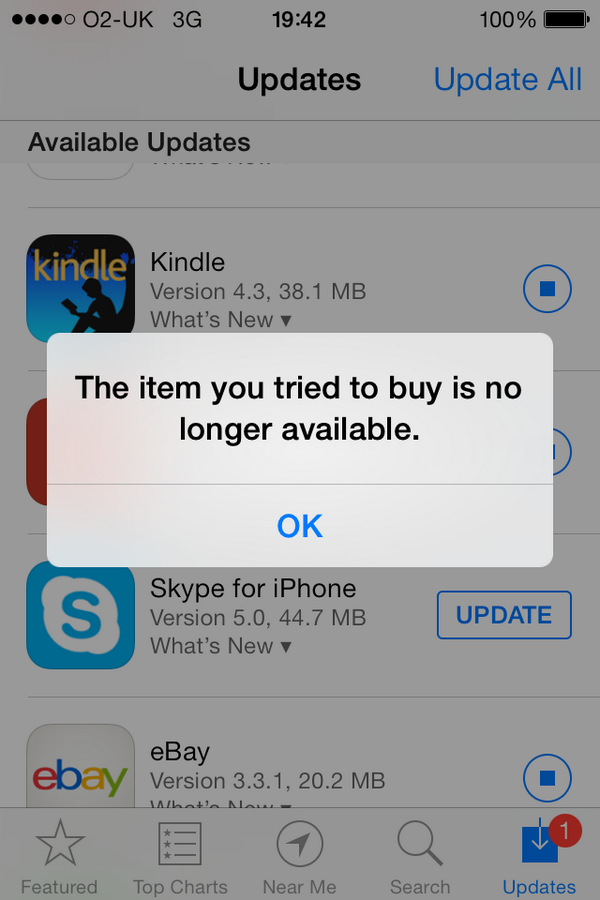 O2-UK 3G 19:42 100%
Updates Update All
Available Updates
What's New
kindle
Kindle
Version 4.3, 38.1 MB
What's New ▾
The item you tried to buy is no
longer available.
OK
S
Skype for iPhone
Version 5.0, 44.7 MB
What's New ▾
UPDATE
ebay
eBay
Version 3.3.1, 20.2 MB
What's New ▾
1
Featured Top Charts Near Me Search Updates